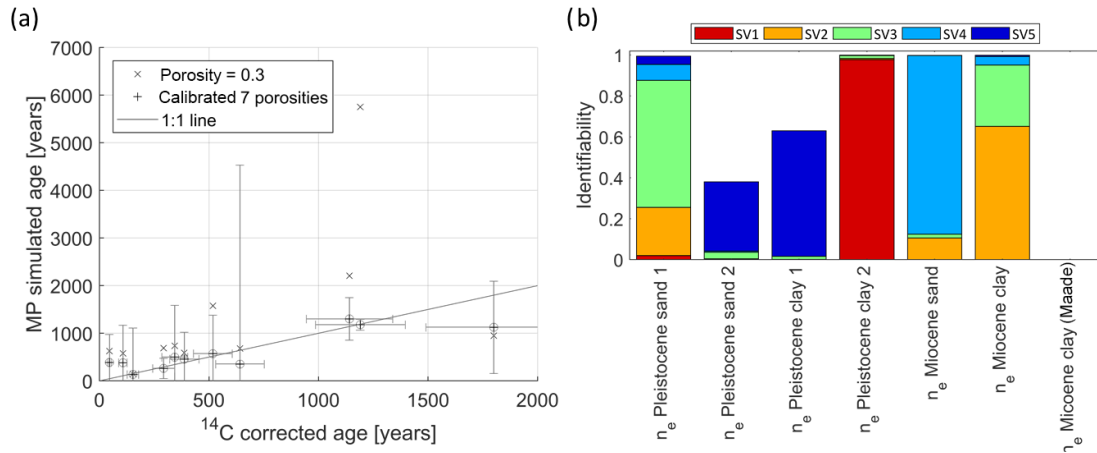 (a)
7000
6000
5000
4000
3000
2000
1000
0
MP simulated age [years]
× Porosity = 0.3
+ Calibrated 7 porosities
1:1 line
0 500 1000 1500 2000
14C corrected age [years]
(b)
SV1 SV2 SV3 SV4 SV5
1
0.8
0.6
0.4
0.2
0
Identifiability
ne Pleistocene sand 1
ne Pleistocene sand 2
ne Pleistocene clay 1
ne Pleistocene clay 2
ne Miocene sand
ne Miocene clay
ne Micoene clay (Maade)